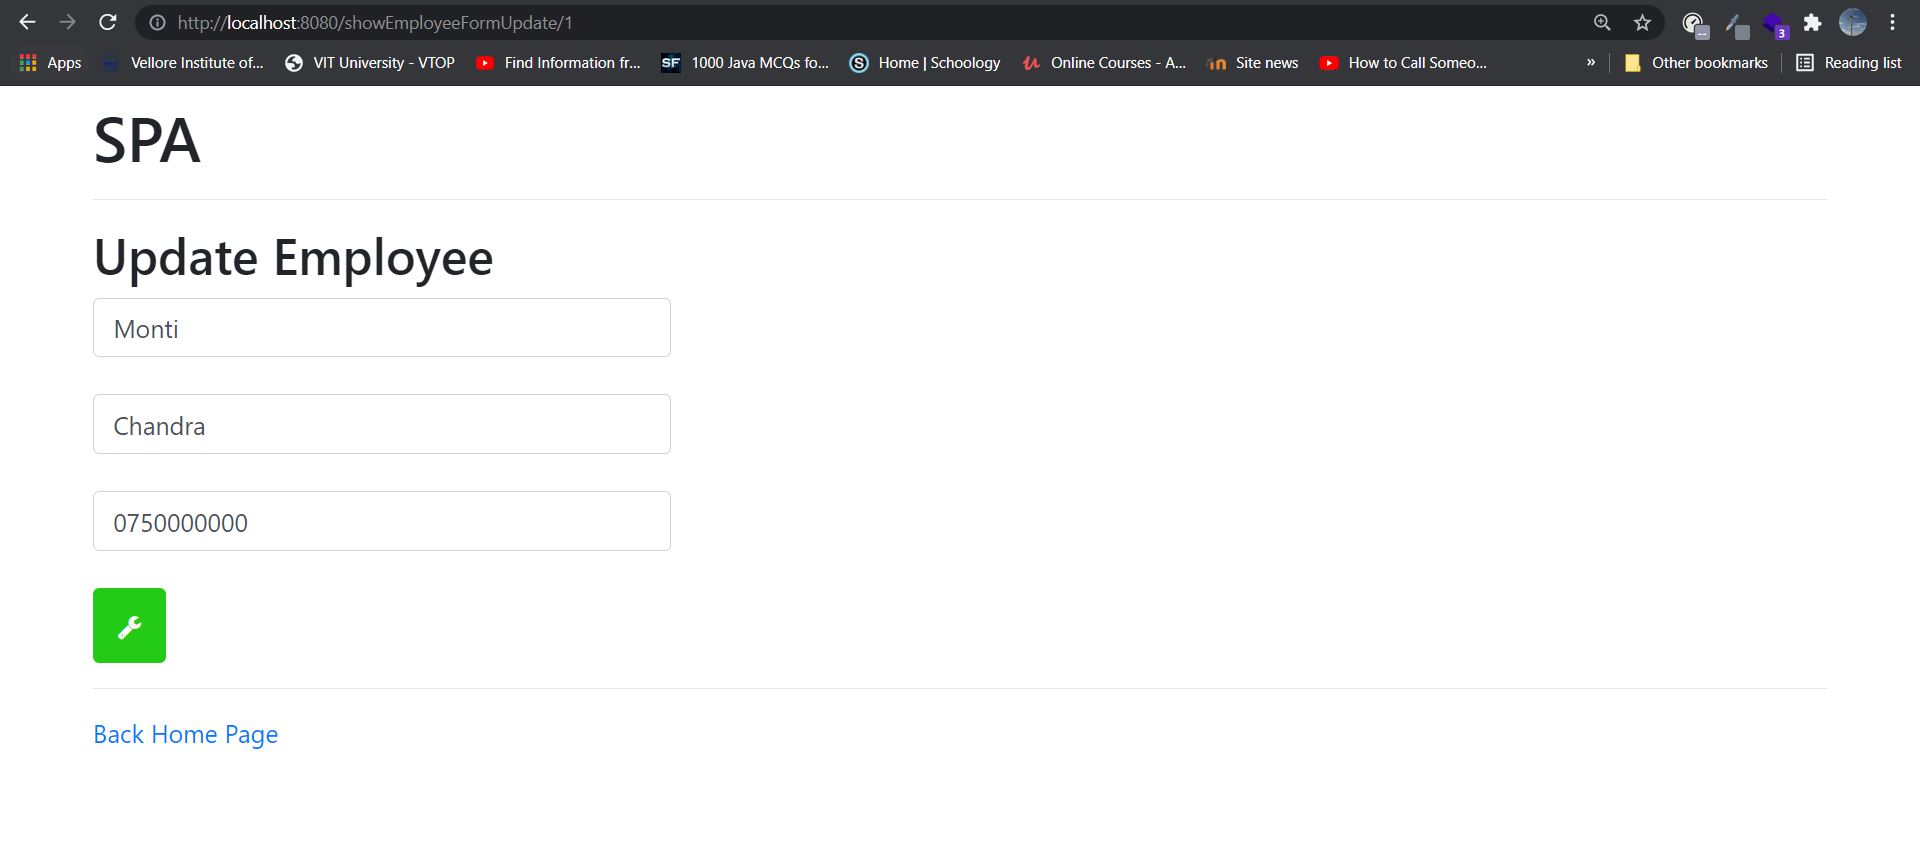 http://localhost:8080/showEmployeeFormUpdate/1
--
3
Apps Vellore Institute of... VIT University - VTOP Find Information fr... SF 1000 Java MCQs fo... S Home | Schoology Online Courses - A... Site news How to Call Someo... » Other bookmarks Reading list
SPA
Update Employee
Monti
Chandra
0750000000
Back Home Page